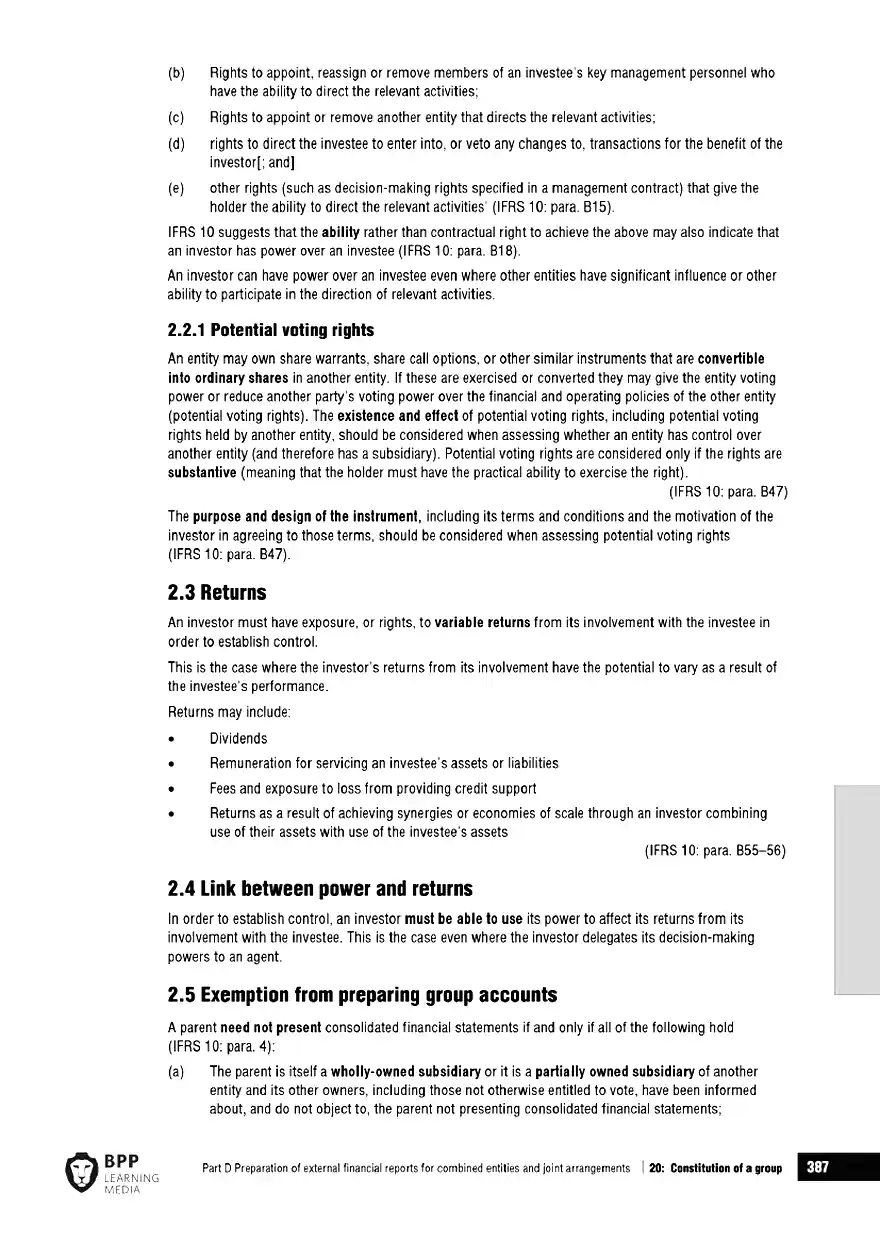 (b) Rights to appoint, reassign or remove members of an investee's key management personnel who
have the ability to direct the relevant activities;
(c) Rights to appoint or remove another entity that directs the relevant activities;
(d) rights to direct the investee to enter into, or veto any changes to, transactions for the benefit of the
investor[; and]
(e) other rights (such as decision-making rights specified in a management contract) that give the
holder the ability to direct the relevant activities' (IFRS 10: para. B15).
IFRS 10 suggests that the ability rather than contractual right to achieve the above may also indicate that
an investor has power over an investee (IFRS 10: para. B18).
An investor can have power over an investee even where other entities have significant influence or other
ability to participate in the direction of relevant activities.
2.2.1 Potential voting rights
An entity may own share warrants, share call options, or other similar instruments that are convertible
into ordinary shares in another entity. If these are exercised or converted they may give the entity voting
power or reduce another party's voting power over the financial and operating policies of the other entity
(potential voting rights). The existence and effect of potential voting rights, including potential voting
rights held by another entity, should be considered when assessing whether an entity has control over
another entity (and therefore has a subsidiary). Potential voting rights are considered only if the rights are
substantive (meaning that the holder must have the practical ability to exercise the right).
(IFRS 10: para. B47)
The purpose and design of the instrument, including its terms and conditions and the motivation of the
investor in agreeing to those terms, should be considered when assessing potential voting rights
(IFRS 10: para. B47).
2.3 Returns
An investor must have exposure, or rights, to variable returns from its involvement with the investee in
order to establish control.
This is the case where the investor's returns from its involvement have the potential to vary as a result of
the investee's performance.
Returns may include:
• Dividends
• Remuneration for servicing an investee's assets or liabilities
• Fees and exposure to loss from providing credit support
• Returns as a result of achieving synergies or economies of scale through an investor combining
use of their assets with use of the investee's assets
(IFRS 10: para. B55–56)
2.4 Link between power and returns
In order to establish control, an investor must be able to use its power to affect its returns from its
involvement with the investee. This is the case even where the investor delegates its decision-making
powers to an agent.
2.5 Exemption from preparing group accounts
A parent need not present consolidated financial statements if and only if all of the following hold
(IFRS 10: para. 4):
(a) The parent is itself a wholly-owned subsidiary or it is a partially owned subsidiary of another
entity and its other owners, including those not otherwise entitled to vote, have been informed
about, and do not object to, the parent not presenting consolidated financial statements;
BPP
LEARNING
MEDIA
Part D Preparation of external financial reports for combined entities and joint arrangements | 20: Constitution of a group 387